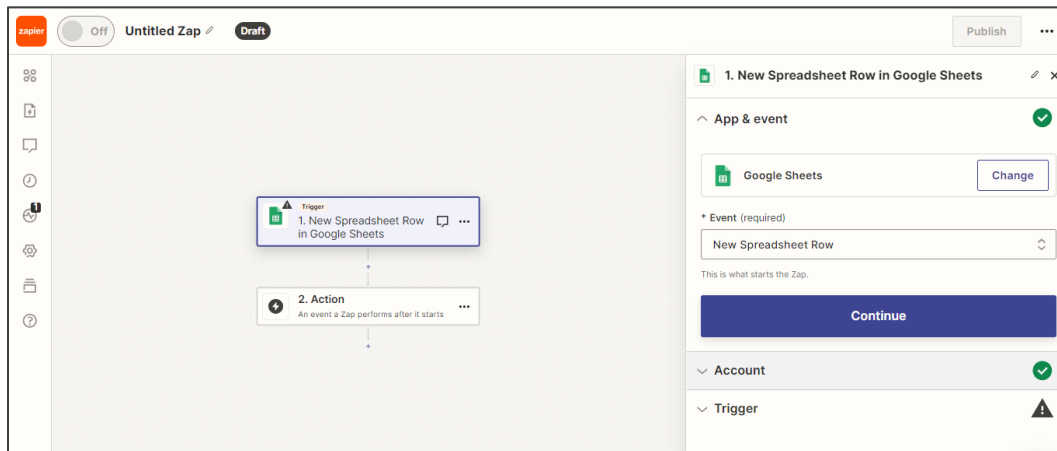 zapier
Off
Untitled Zap
Draft
Publish
1. New Spreadsheet Row in Google Sheets
App & event
Google Sheets
Change
* Event (required)
New Spreadsheet Row
This is what starts the Zap.
Continue
Account
Trigger
1
Trigger
1. New Spreadsheet Row
in Google Sheets
2. Action
An event a Zap performs after it starts